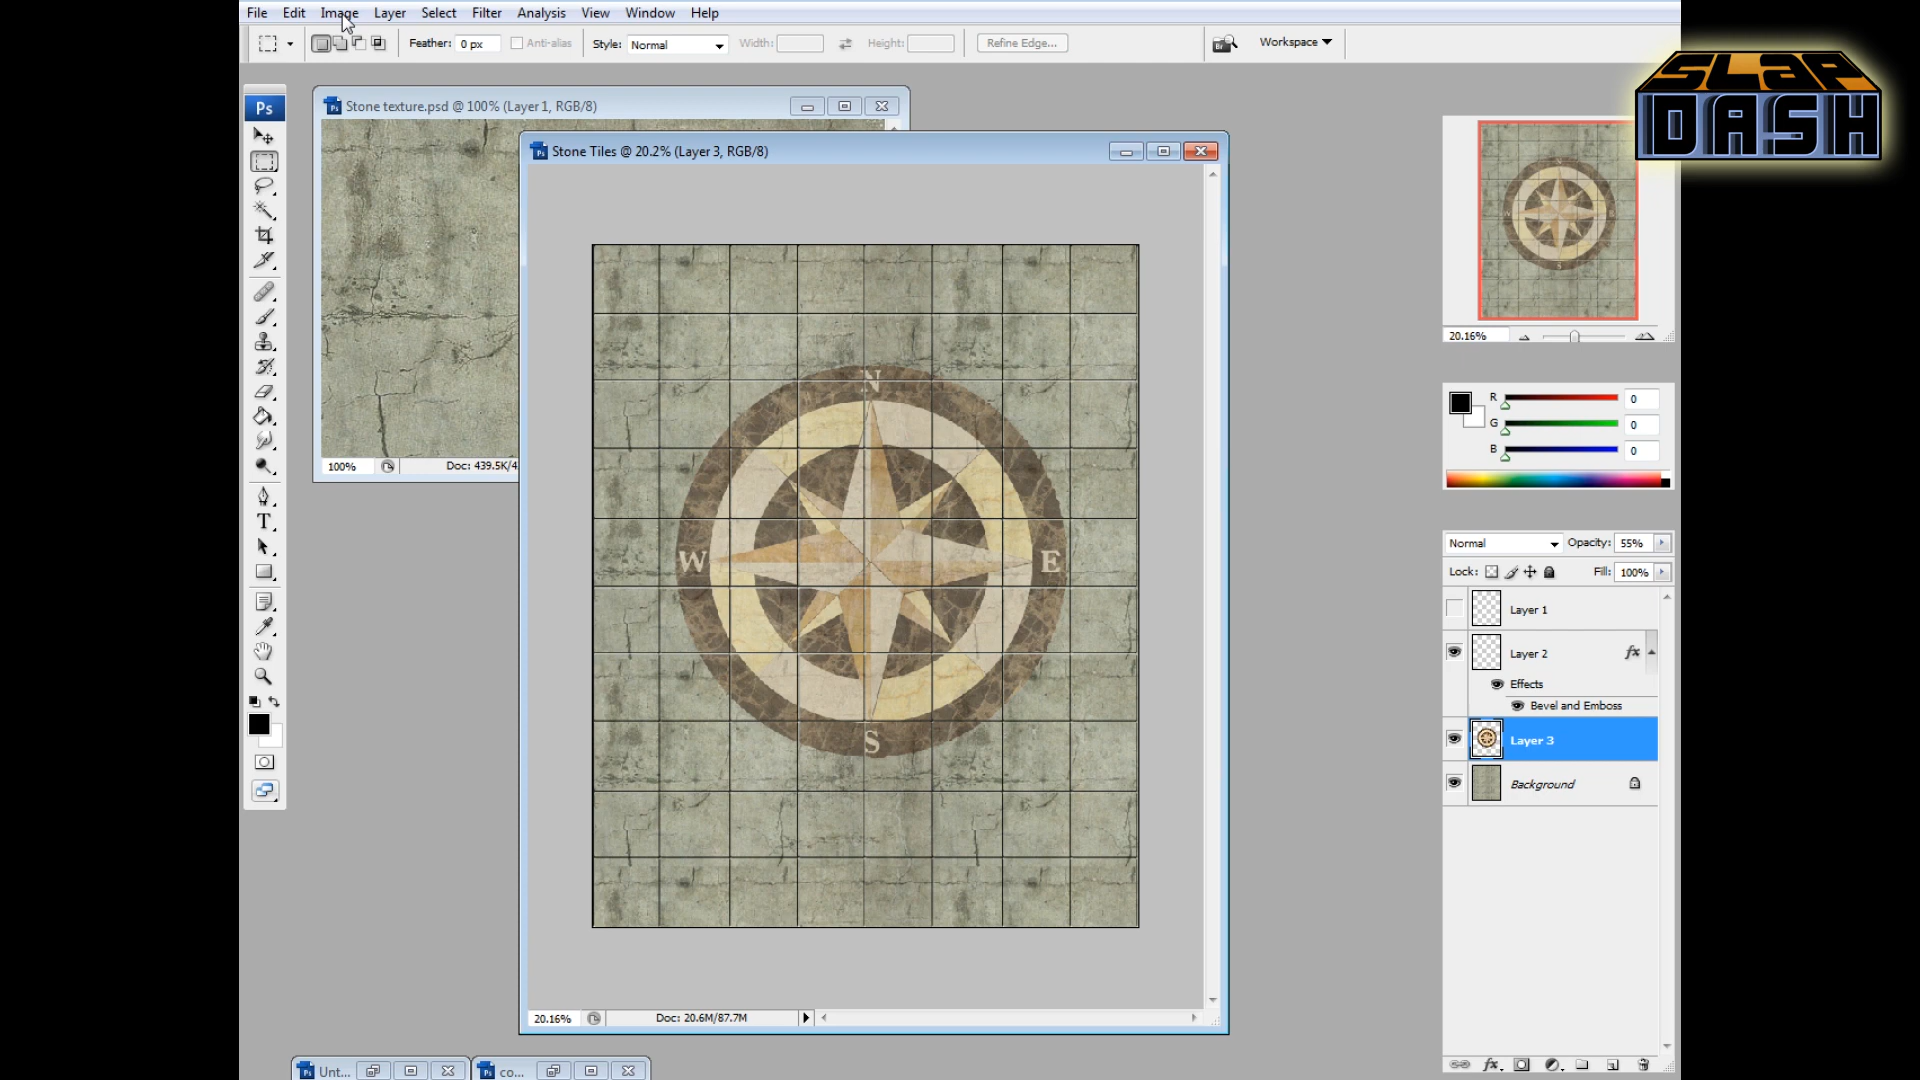 File Edit Image Layer Select Filter Analysis View Window Help
Feather: 0 px Anti-alias Style: Normal Width: Height: Refine Edge... Br Workspace
SLAP
DASH
Ps
Stone texture.psd @ 100% (Layer 1, RGB/8)
Stone Tiles @ 20.2% (Layer 3, RGB/8)
N
W E
S
100% Doc: 439.5K/4
20.16% Doc: 20.6M/87.7M
20.16%
R 0
G 0
B 0
Normal Opacity: 55%
Lock: Fill: 100%
Layer 1
Layer 2 fx
Effects
Bevel and Emboss
Layer 3
Background
T
Unt... co...
fx